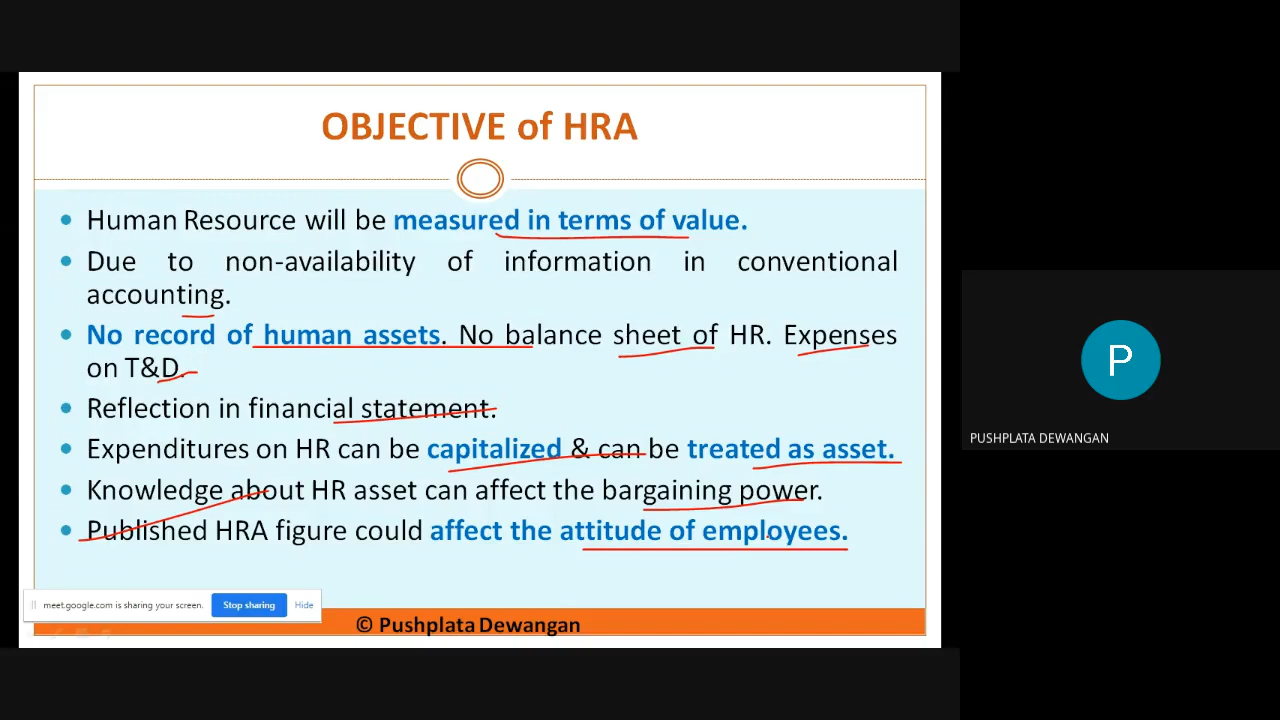 OBJECTIVE of HRA
• Human Resource will be measured in terms of value.
• Due to non-availability of information in conventional
accounting.
• No record of human assets. No balance sheet of HR. Expenses
on T&D.
• Reflection in financial statement.
• Expenditures on HR can be capitalized & can be treated as asset.
• Knowledge about HR asset can affect the bargaining power.
• Published HRA figure could affect the attitude of employees.
meet.google.com is sharing your screen. Stop sharing Hide
© Pushplata Dewangan
P
PUSHPLATA DEWANGAN